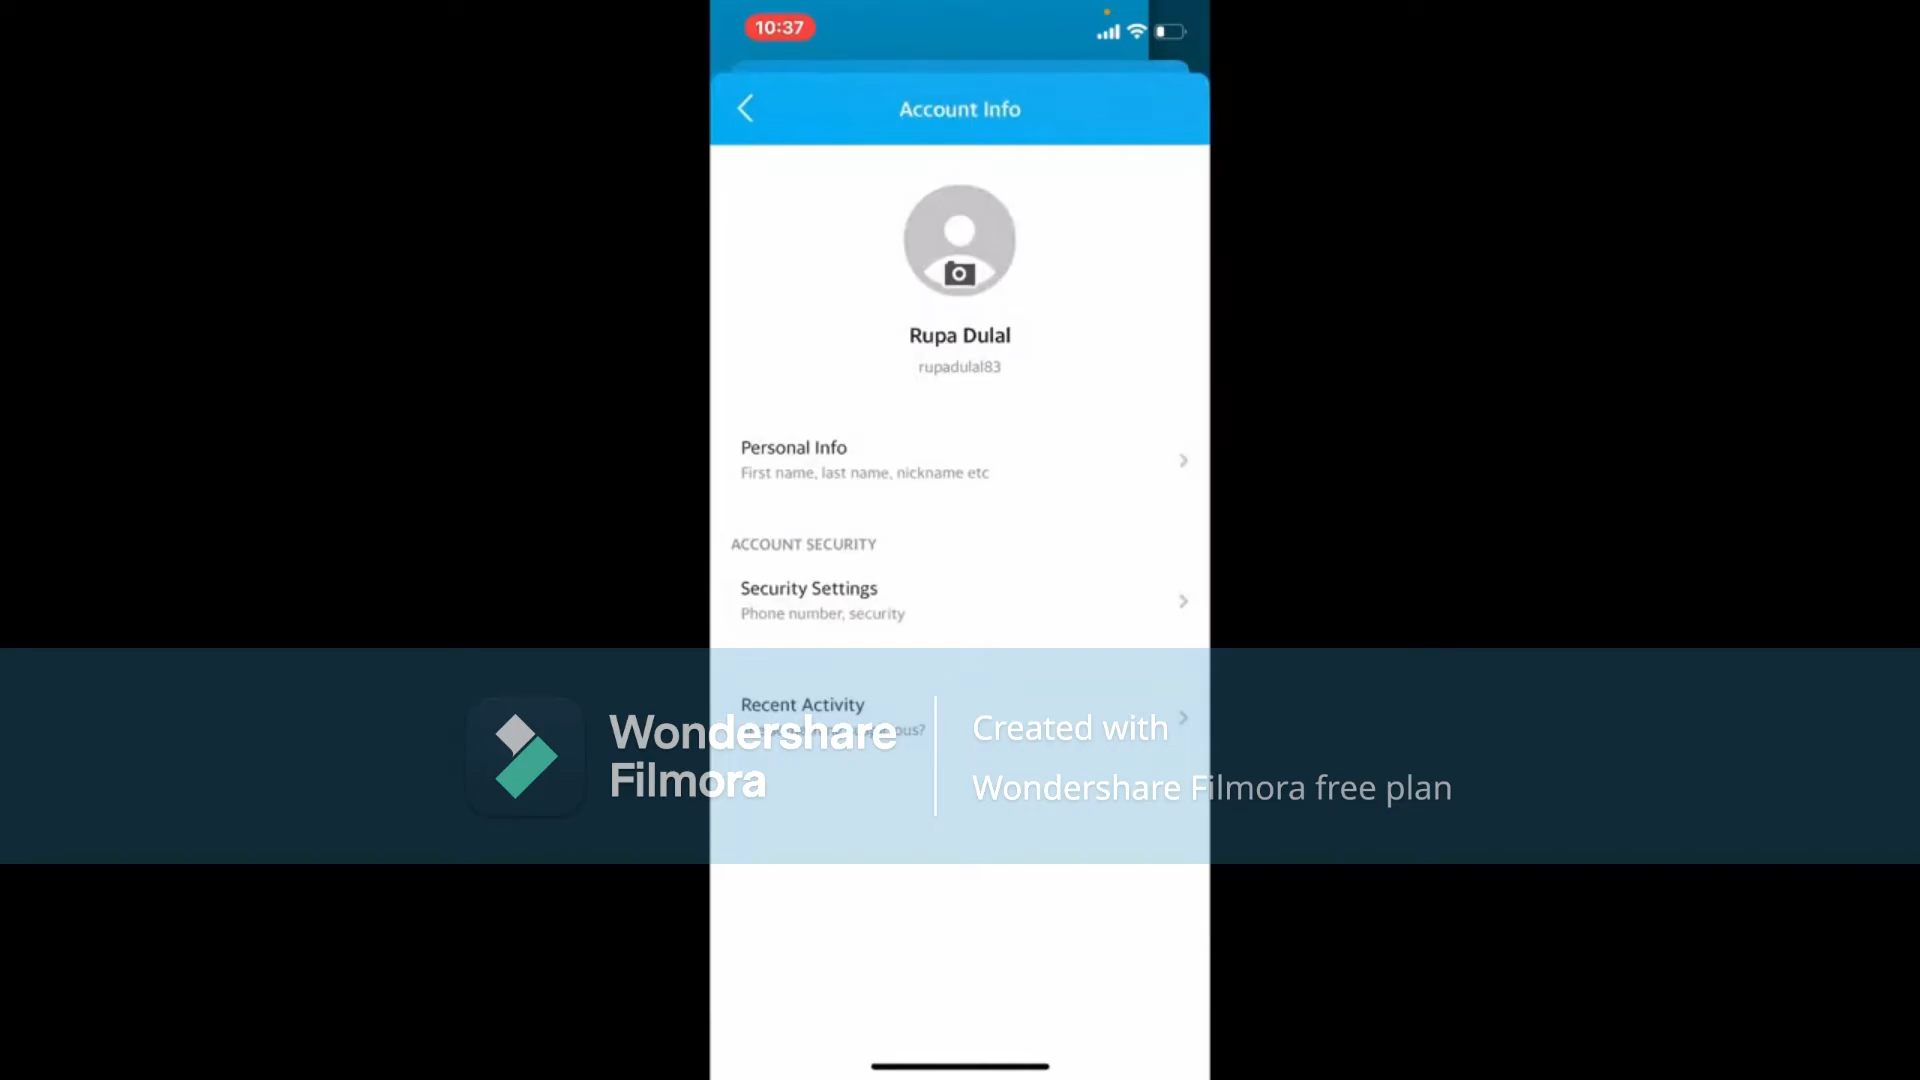 10:37
Account Info
Rupa Dulal
rupadulal83
Personal Info
First name, last name, nickname etc
ACCOUNT SECURITY
Security Settings
Phone number, security
Recent Activity
Wondershare
Filmora
Created with
Wondershare Filmora free plan